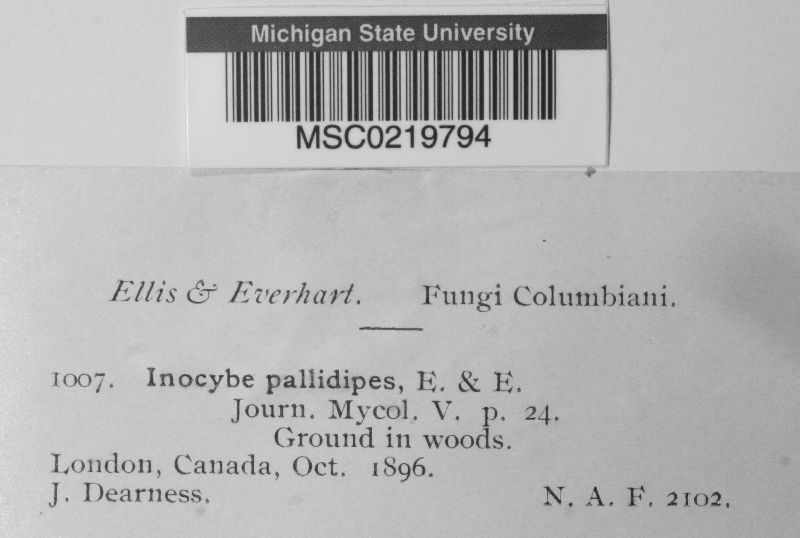 Michigan State University
MSC0219794
Ellis & Everhart. Fungi Columbiani.
1007. Inocybe pallidipes, E. & E.
Journ. Mycol. V. p. 24.
Ground in woods.
London, Canada, Oct. 1896.
J. Dearness. N. A. F. 2102.